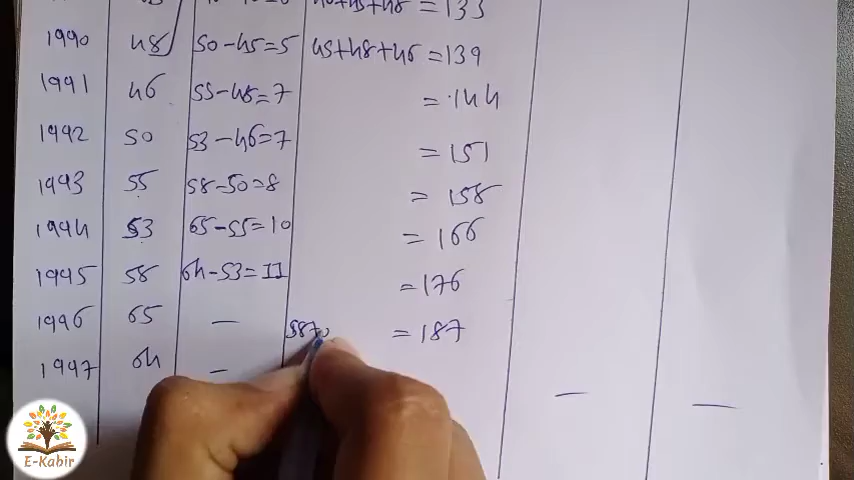 = 133
1990 48 50-45=5 45+48+46 = 139
1991 46 55-48=7 = 144
1992 50 53-46=7 = 151
1993 55 58-50=8 = 158
1994 53 65-55=10 = 166
1995 58 64-53=11 = 176
1996 65 — = 187
1997 64 — — —
E-Kabir